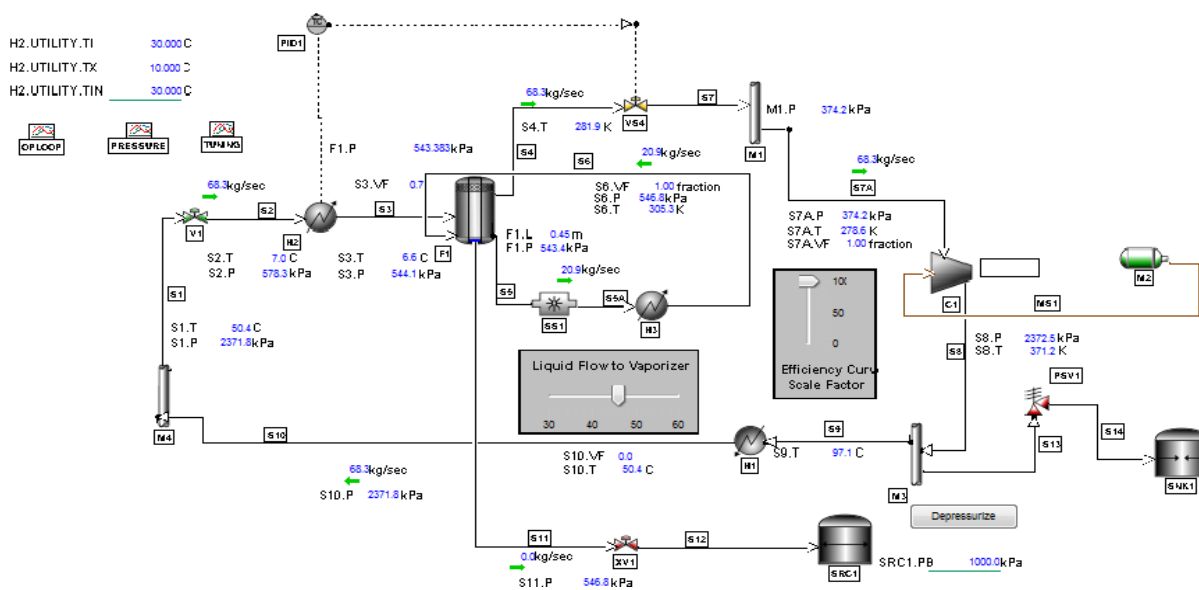 TC
PID1
H2.UTILITY.TI 30.000 C
H2.UTILITY.TX 10.000 C
H2.UTILITY.TIN 30.000 C
OPLOOP
PRESSURE
TUNING
68.3 kg/sec
S7
VS4
M1.P 374.2 kPa
M1
S4.T 281.9 K
S4
F1.P 543.383 kPa
S6
20.9 kg/sec
68.3 kg/sec
S7A
68.3 kg/sec
S2
V1
H2
S3.VF 0.7
S3
F1
S6.VF 1.00 fraction
S6.P 546.8 kPa
S6.T 305.3 K
S7A.P 374.2 kPa
S7A.T 278.6 K
S7A.VF 1.00 fraction
F1.L 0.45 m
F1.P 543.4 kPa
S2.T 7.0 C
S2.P 578.3 kPa
S3.T 6.6 C
S3.P 544.1 kPa
20.9 kg/sec
S5
SS1
S5A
H3
S1
C1
M2
MS1
S1.T 50.4 C
S1.P 2371.8 kPa
100
50
0
Efficiency Curv
Scale Factor
S8
S8.P 2372.5 kPa
S8.T 371.2 K
PSV1
Liquid Flow to Vaporizer
30 40 50 60
M4
S10
S9
H1
S9.T 97.1 C
S13
S14
SNK1
M3
S10.VF 0.0
S10.T 50.4 C
68.3 kg/sec
S10.P 2371.8 kPa
Depressurize
S11
XV1
S12
0.0 kg/sec
S11.P 546.8 kPa
SRC1
SRC1.PB 1000.0 kPa